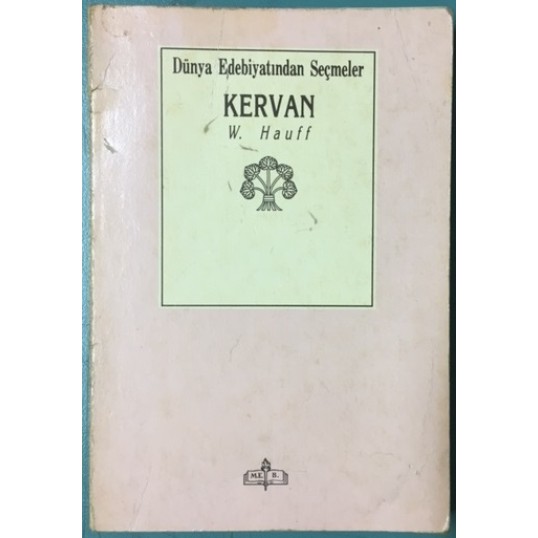 Dünya Edebiyatından Seçmeler
KERVAN
W. Hauff
M.E. B.